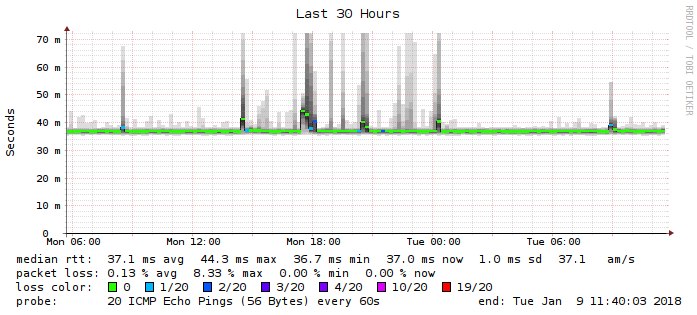 Last 30 Hours
RRDTOOL / TOBI OETIKER
Seconds
70 m
60 m
50 m
40 m
30 m
20 m
10 m
0
Mon 06:00 Mon 12:00 Mon 18:00 Tue 00:00 Tue 06:00
median rtt: 37.1 ms avg 44.3 ms max 36.7 ms min 37.0 ms now 1.0 ms sd 37.1 am/s
packet loss: 0.13 % avg 8.33 % max 0.00 % min 0.00 % now
loss color: 0 1/20 2/20 3/20 4/20 10/20 19/20
probe: 20 ICMP Echo Pings (56 Bytes) every 60s end: Tue Jan 9 11:40:03 2018